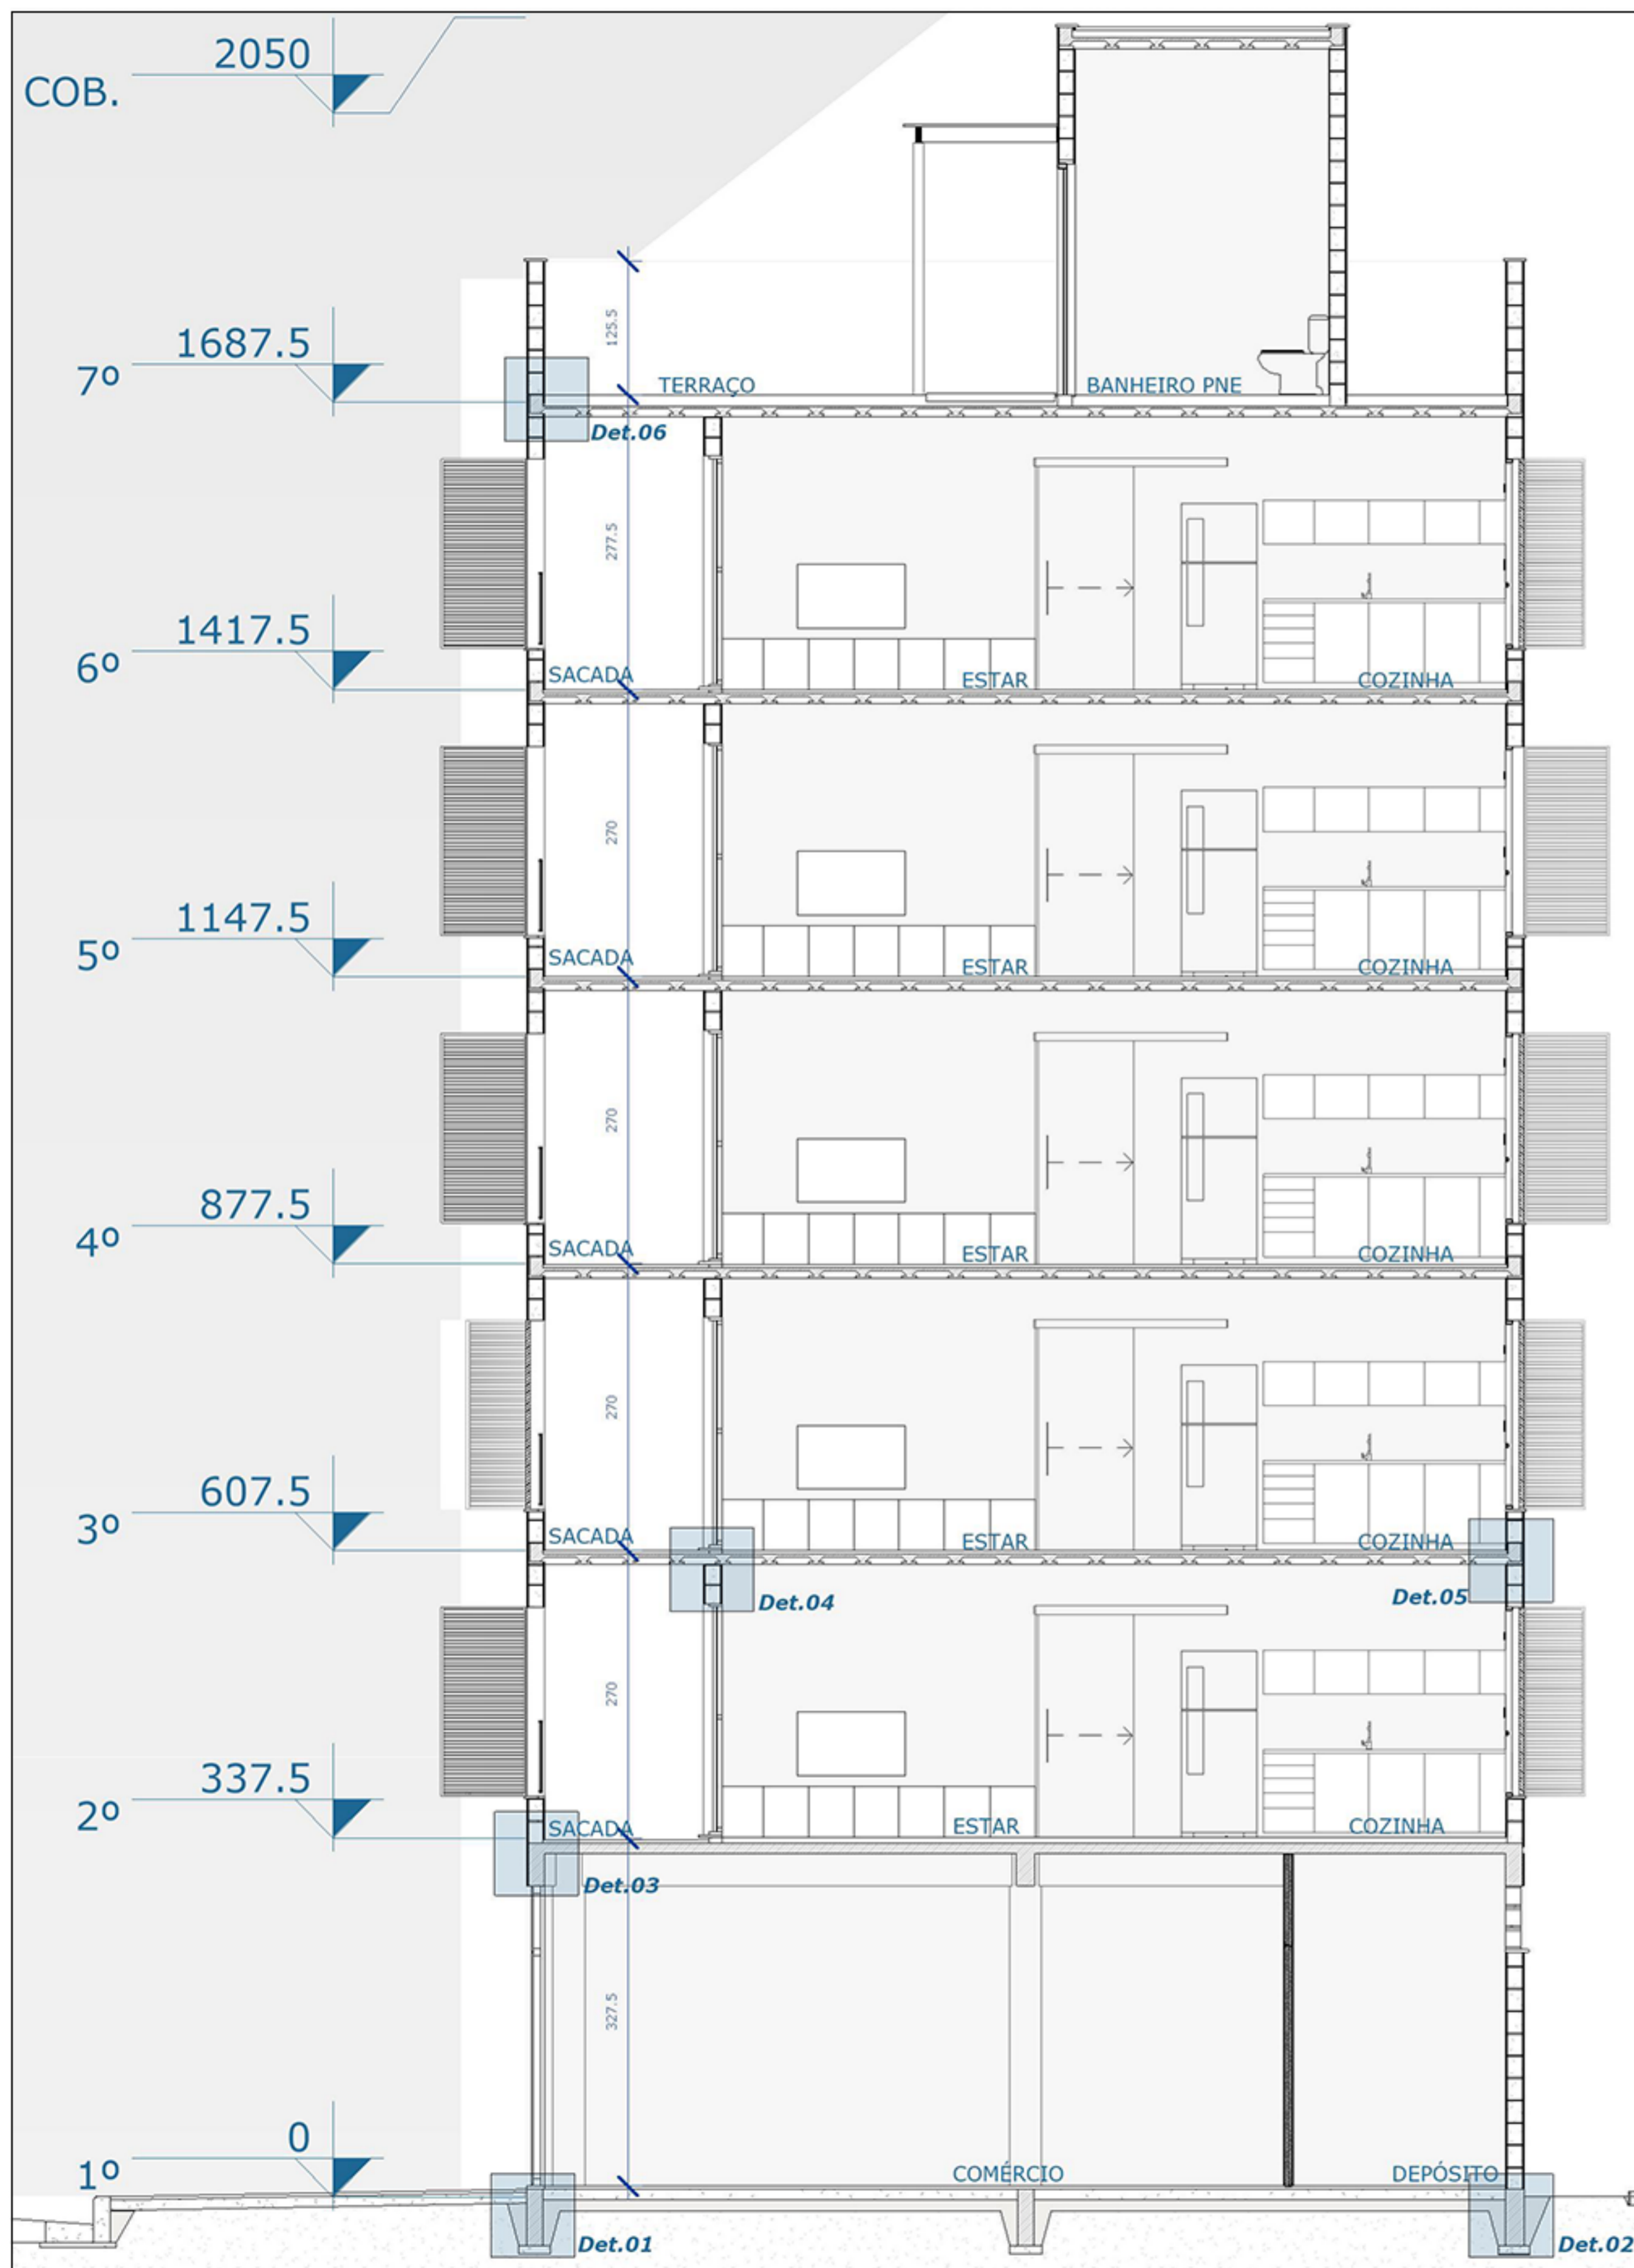 2050
COB.
125.5
1687.5
7º
TERRAÇO
BANHEIRO PNE
Det.06
277.5
1417.5
6º
SACADA
ESTAR
COZINHA
270
1147.5
5º
SACADA
ESTAR
COZINHA
270
877.5
4º
SACADA
ESTAR
COZINHA
270
607.5
3º
SACADA
ESTAR
COZINHA
Det.04
Det.05
270
337.5
2º
SACADA
ESTAR
COZINHA
Det.03
327.5
0
1º
COMÉRCIO
DEPÓSITO
Det.01
Det.02